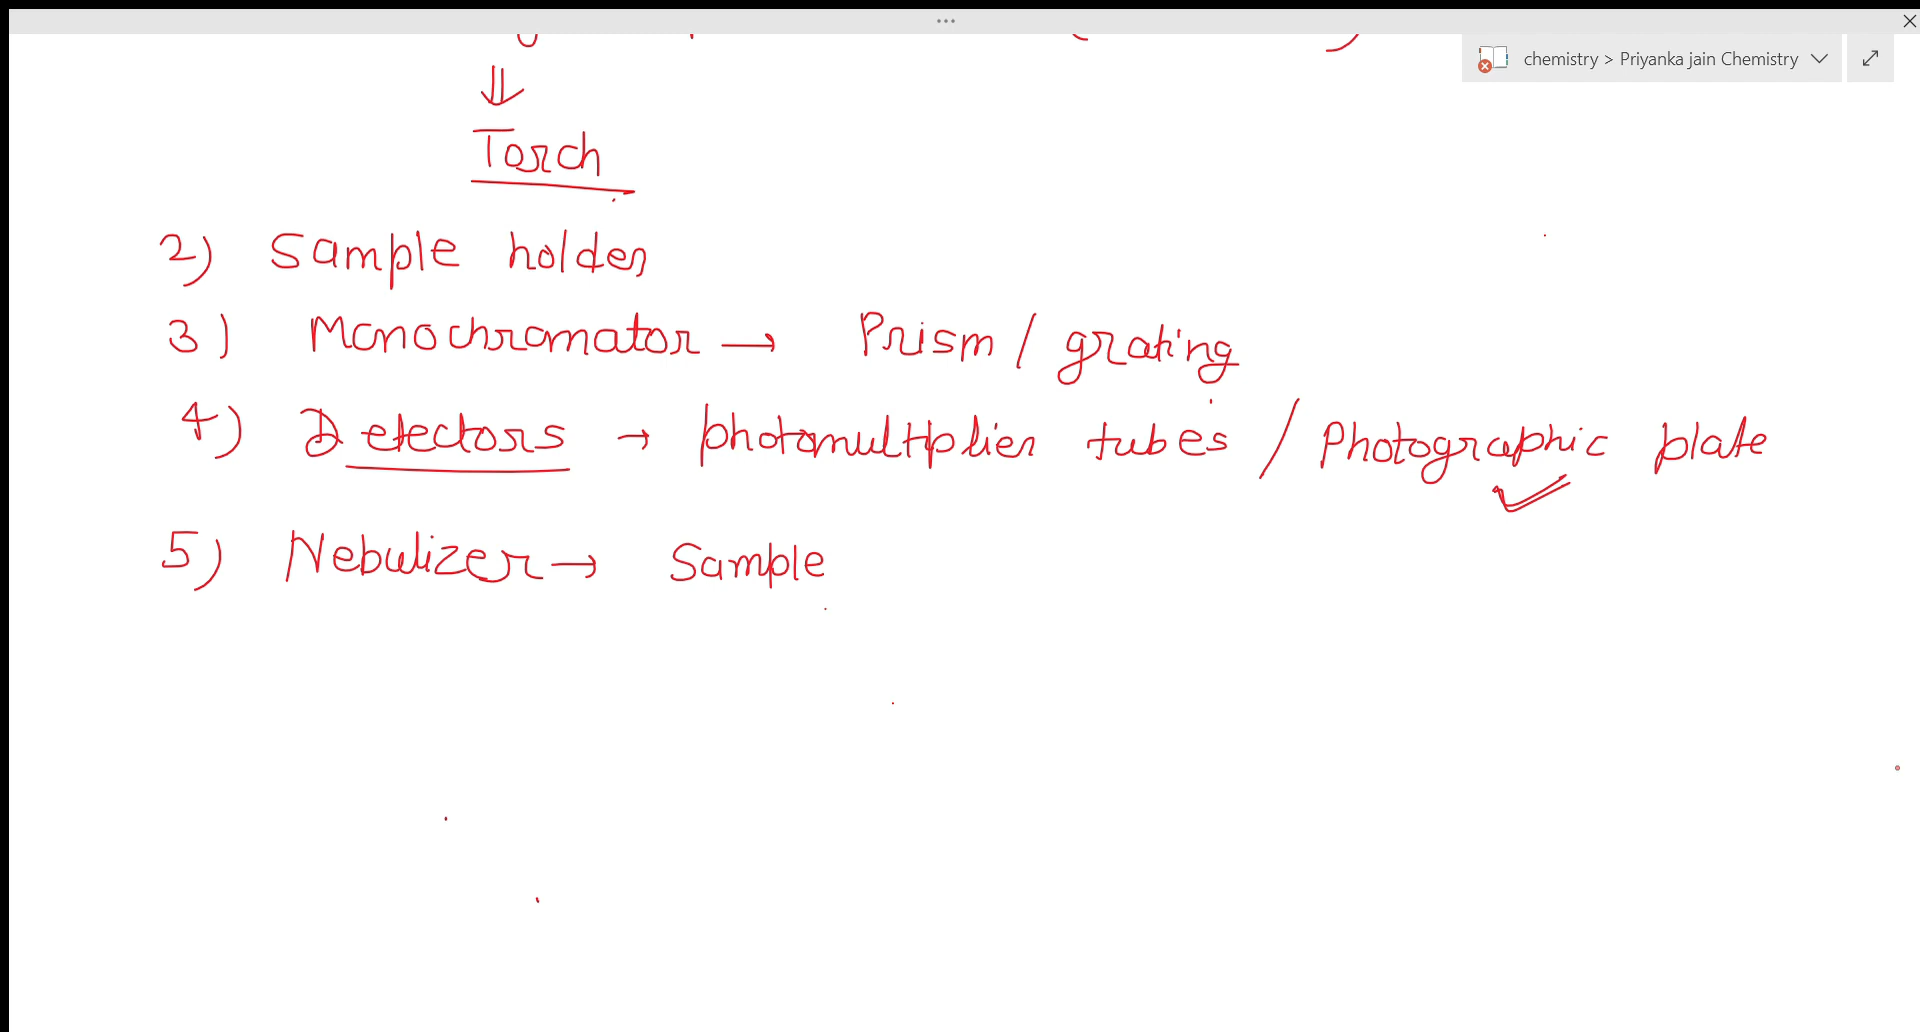 chemistry > Priyanka jain Chemistry
⇓
Torch
2) Sample holder
3) Monochromator → Prism / grating
4) Detectors → photomultiplier tubes / Photographic plate
5) Nebulizer → Sample